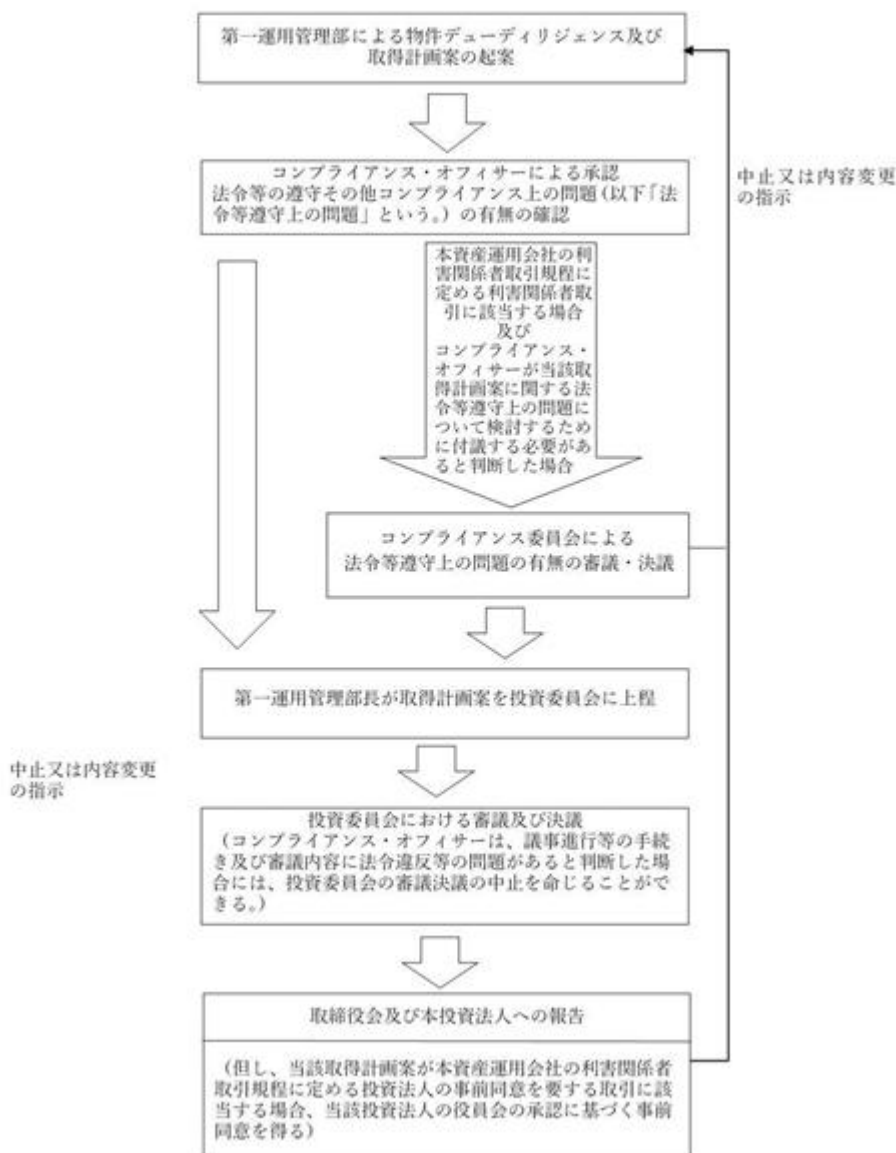 第一運用管理部による物件デューディリジェンス及び
取得計画案の起案
コンプライアンス・オフィサーによる承認
法令等の遵守その他コンプライアンス上の問題(以下「法
令等遵守上の問題」という。)の有無の確認
中止又は内容変更
の指示
本資産運用会社の利
害関係者取引規程に
定める利害関係者取
引に該当する場合
及び
コンプライアンス・
オフィサーが当該取
得計画案に関する法
令等遵守上の問題に
ついて検討するため
に付議する必要があ
ると判断した場合
コンプライアンス委員会による
法令等遵守上の問題の有無の審議・決議
第一運用管理部長が取得計画案を投資委員会に上程
中止又は内容変更
の指示
投資委員会における審議及び決議
(コンプライアンス・オフィサーは、議事進行等の手続
き及び審議内容に法令違反等の問題があると判断した場
合には、投資委員会の審議決議の中止を命じることがで
きる。)
取締役会及び本投資法人への報告
(但し、当該取得計画案が本資産運用会社の利害関係者
取引規程に定める投資法人の事前同意を要する取引に該
当する場合、当該投資法人の役員会の承認に基づく事前
同意を得る)